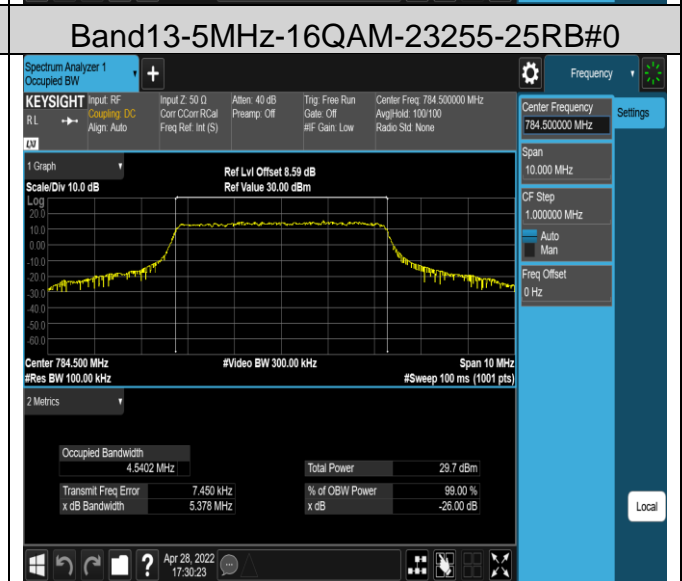 Band13-5MHz-16QAM-23255-25RB#0
Spectrum Analyzer 1
Occupied BW
+
Frequency
KEYSIGHT
RL
Input: RF
Coupling: DC
Align: Auto
Input Z: 50 Ω
Corr CCorr RCal
Freq Ref: Int (S)
Atten: 40 dB
Preamp: Off
Trig: Free Run
Gate: Off
#IF Gain: Low
Center Freq: 784.500000 MHz
Avg|Hold: 100/100
Radio Std: None
LXI
Center Frequency
784.500000 MHz
Settings
Span
10.000 MHz
CF Step
1.000000 MHz
Auto
Man
Freq Offset
0 Hz
1 Graph
Scale/Div 10.0 dB
Ref Lvl Offset 8.59 dB
Ref Value 30.00 dBm
Log
20.0
10.0
0.00
-10.0
-20.0
-30.0
-40.0
-50.0
-60.0
Center 784.500 MHz
#Res BW 100.00 kHz
#Video BW 300.00 kHz
Span 10 MHz
#Sweep 100 ms (1001 pts)
2 Metrics
Occupied Bandwidth
4.5402 MHz
Total Power 29.7 dBm
Transmit Freq Error 7.450 kHz
% of OBW Power 99.00 %
x dB Bandwidth 5.378 MHz
x dB -26.00 dB
Local
?
Apr 28, 2022
17:30:23